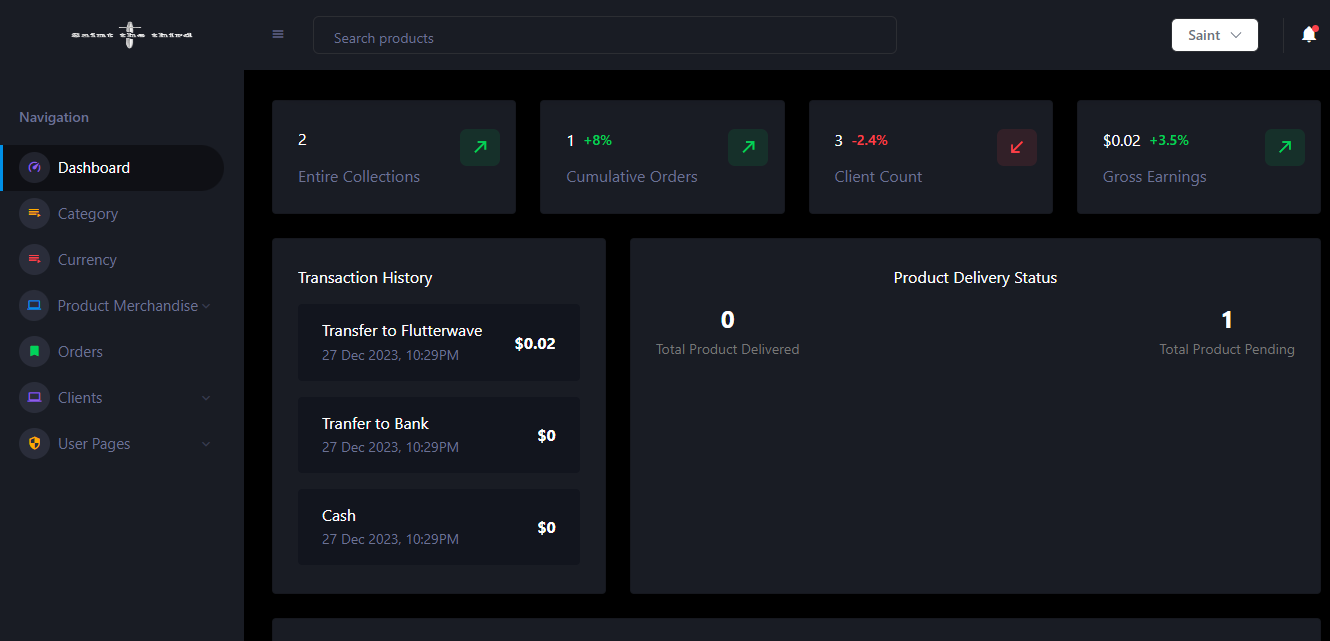 saint the third
Search products
Saint
Navigation
Dashboard
Category
Currency
Product Merchandise
Orders
Clients
User Pages
2
Entire Collections
1 +8%
Cumulative Orders
3 -2.4%
Client Count
$0.02 +3.5%
Gross Earnings
Transaction History
Transfer to Flutterwave
27 Dec 2023, 10:29PM
$0.02
Tranfer to Bank
27 Dec 2023, 10:29PM
$0
Cash
27 Dec 2023, 10:29PM
$0
Product Delivery Status
0
Total Product Delivered
1
Total Product Pending